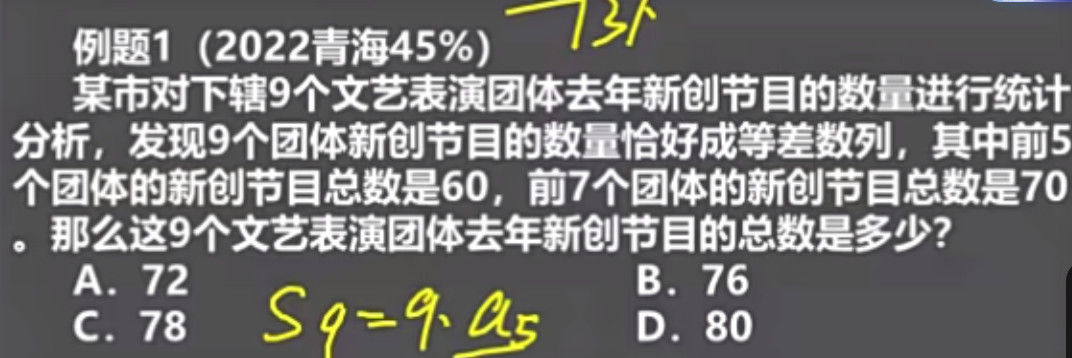 例题1（2022青海45%）
某市对下辖9个文艺表演团体去年新创节目的数量进行统计
分析，发现9个团体新创节目的数量恰好成等差数列，其中前5
个团体的新创节目总数是60，前7个团体的新创节目总数是70
。那么这9个文艺表演团体去年新创节目的总数是多少？
A．72 B．76
C．78 D．80
S9=9·a5